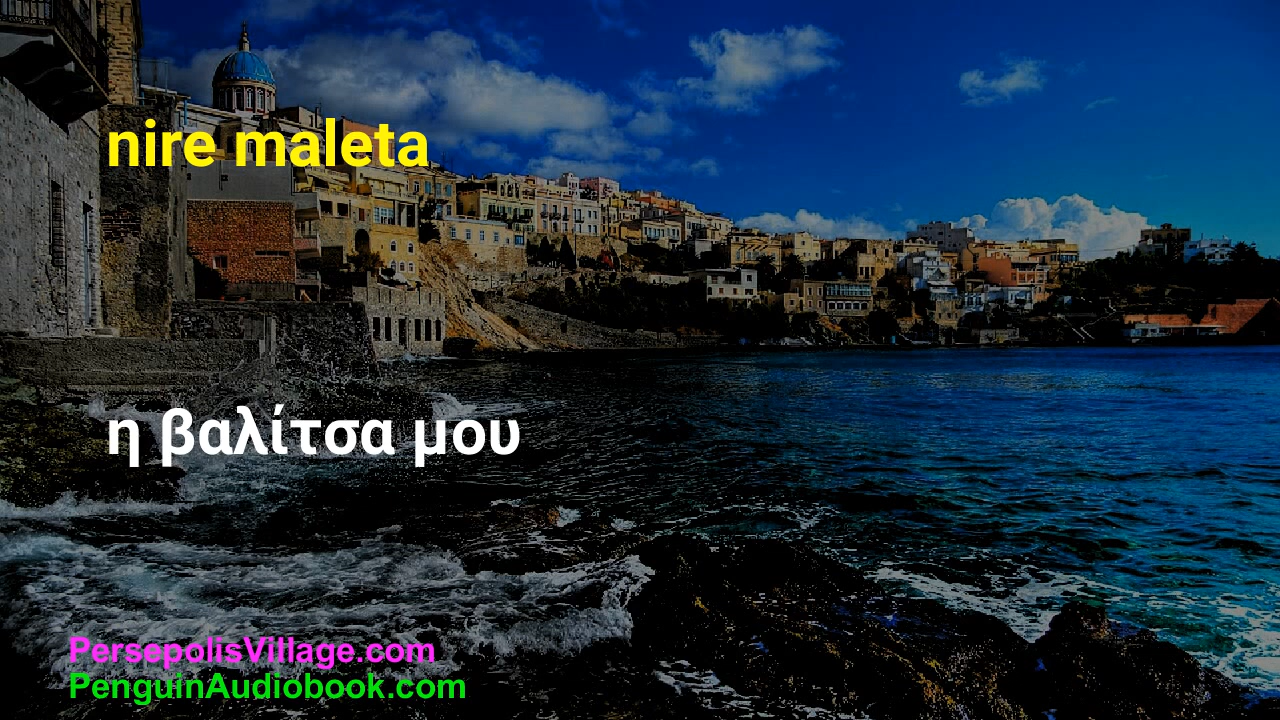 nire maleta
η βαλίτσα μου
PersepolisVillage.com
PenguinAudiobook.com